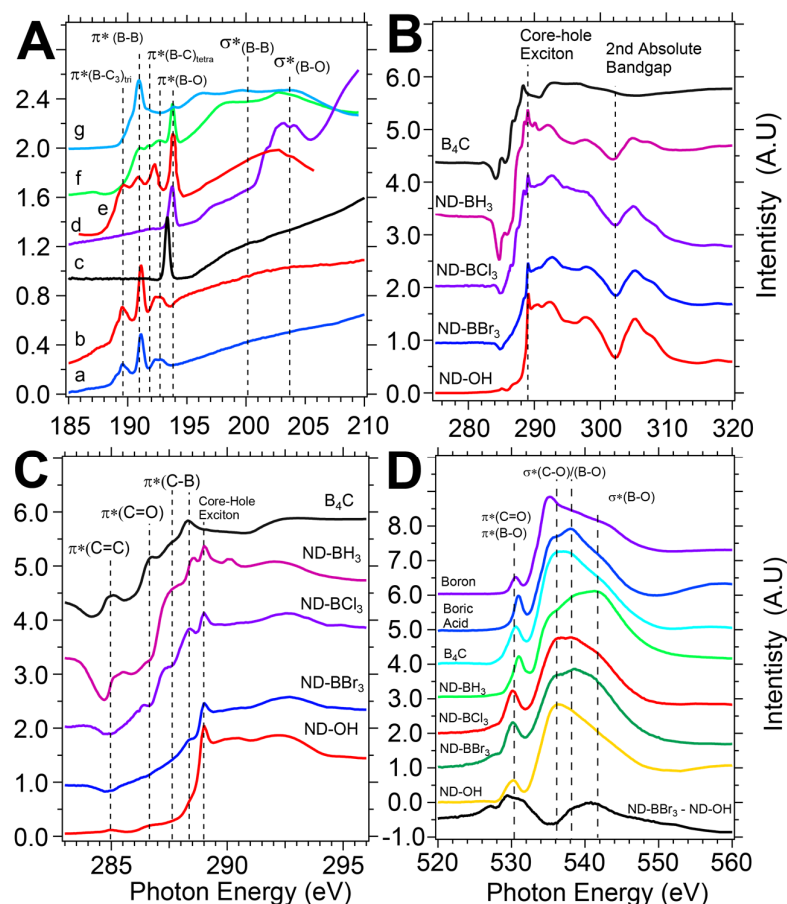 A
π*(B-B)
π*(B-C)tetra
σ*(B-B)
π*(B-C3)tri
π*(B-O)
σ*(B-O)
2.4
2.0
1.6
1.2
0.8
0.4
0.0
g
f
e
d
c
b
a
185
190
195
200
205
210
B
Core-hole
Exciton
2nd Absolute
Bandgap
6.0
5.0
4.0
3.0
2.0
1.0
0.0
B4C
ND-BH3
ND-BCl3
ND-BBr3
ND-OH
280
290
300
310
320
Intentisty (A.U)
C
π*(C-B)
π*(C=O)
Core-Hole
Exciton
π*(C=C)
B4C
ND-BH3
ND-BCl3
ND-BBr3
ND-OH
6.0
5.0
4.0
3.0
2.0
1.0
0.0
285
290
295
Photon Energy (eV)
D
σ*(C-O)/(B-O)
σ*(B-O)
π*(C=O)
π*(B-O)
8.0
7.0
6.0
5.0
4.0
3.0
2.0
1.0
0.0
-1.0
Boron
Boric
Acid
B4C
ND-BH3
ND-BCl3
ND-BBr3
ND-OH
ND-BBr3 - ND-OH
520
530
540
550
560
Photon Energy (eV)
Intentisty (A.U)